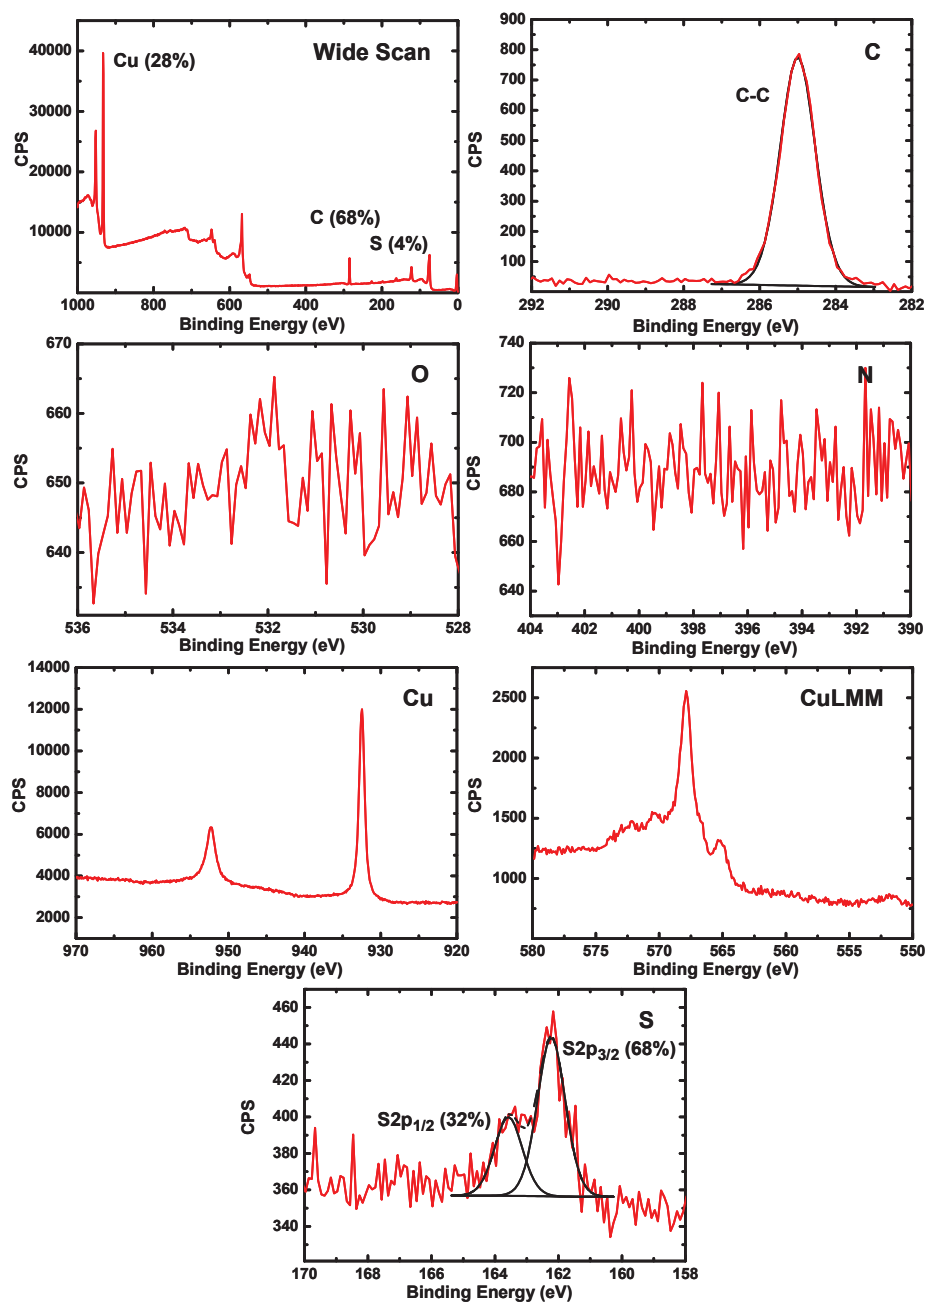 Wide Scan
Cu (28%)
C (68%)
S (4%)
CPS
40000
30000
20000
10000
1000 800 600 400 200 0
Binding Energy (eV)
C
C-C
CPS
900
800
700
600
500
400
300
200
100
292 290 288 286 284 282
Binding Energy (eV)
O
CPS
670
660
650
640
536 534 532 530 528
Binding Energy (eV)
N
CPS
740
720
700
680
660
640
404 402 400 398 396 394 392 390
Binding Energy (eV)
Cu
CPS
14000
12000
10000
8000
6000
4000
2000
970 960 950 940 930 920
Binding Energy (eV)
CuLMM
CPS
2500
2000
1500
1000
580 575 570 565 560 555 550
Binding Energy (eV)
S
S2p3/2 (68%)
S2p1/2 (32%)
CPS
460
440
420
400
380
360
340
170 168 166 164 162 160 158
Binding Energy (eV)